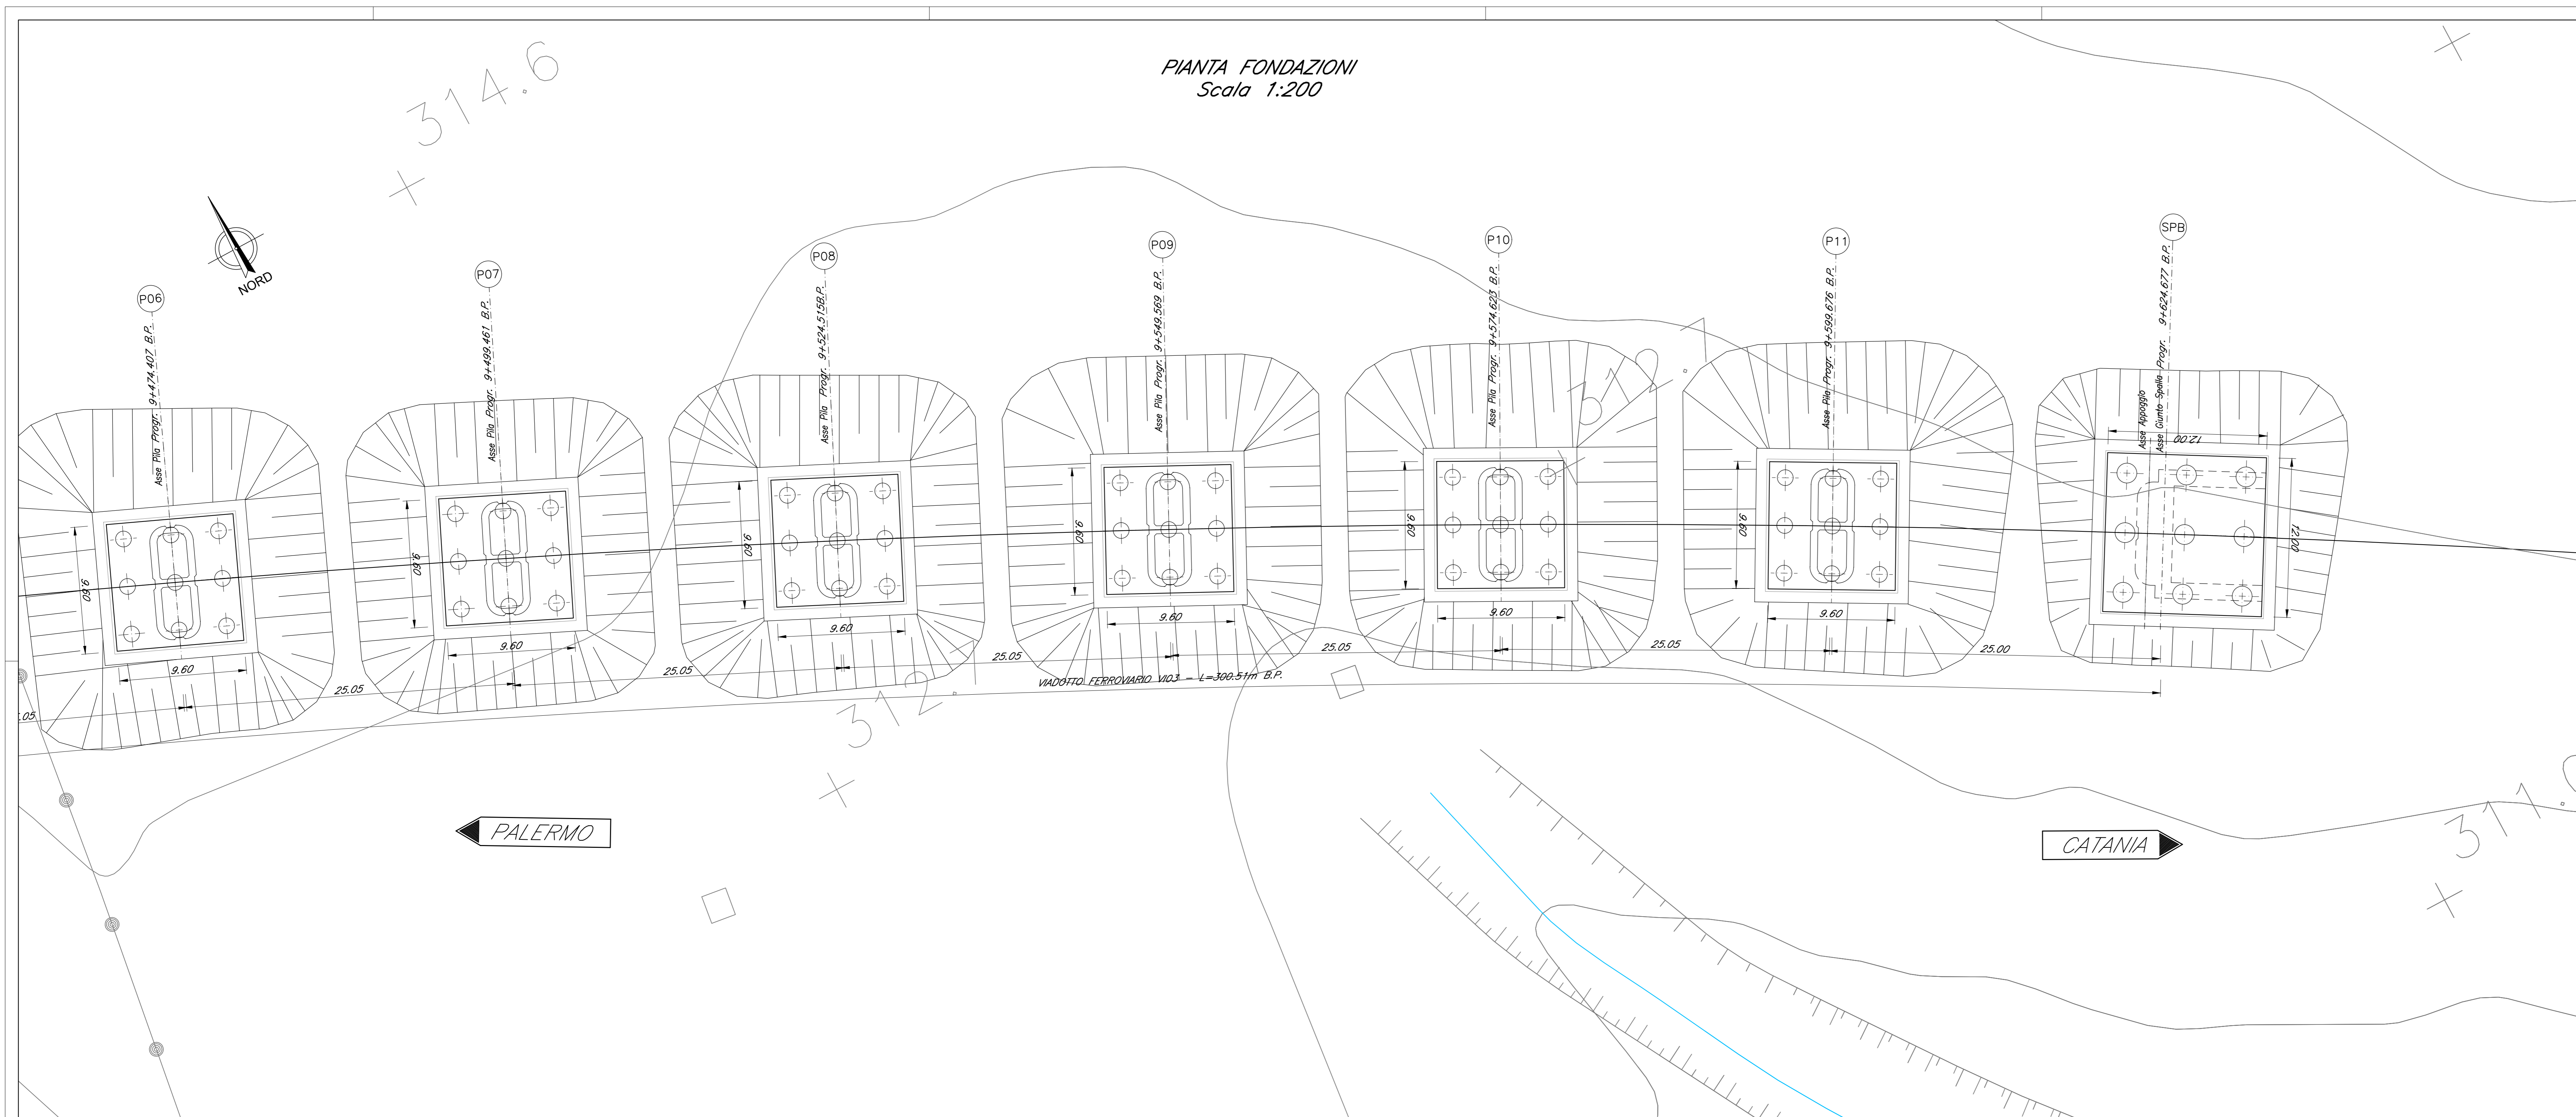 PIANTA FONDAZIONI
Scala 1:200
314.6
NORD
P06
P07
P08
P09
P10
P11
SPB
Asse Pila Progr. 9+474.407 B.P.
Asse Pila Progr. 9+499.461 B.P.
Asse Pila Progr. 9+524.515B.P.
Asse Pila Progr. 9+549.569 B.P.
Asse Pila Progr. 9+574.623 B.P.
Asse Pila Progr. 9+599.676 B.P.
Asse Appoggio
Asse Giunto Spalla Progr. 9+624.677 B.P.
312.7
12.00
12.00
9.60
9.60
9.60
9.60
9.60
9.60
9.60
9.60
9.60
9.60
9.60
9.60
.05
25.05
25.05
25.05
25.05
25.05
25.00
VIADOTTO FERROVIARIO VI03 - L=300.51m B.P.
312.
311.
PALERMO
CATANIA